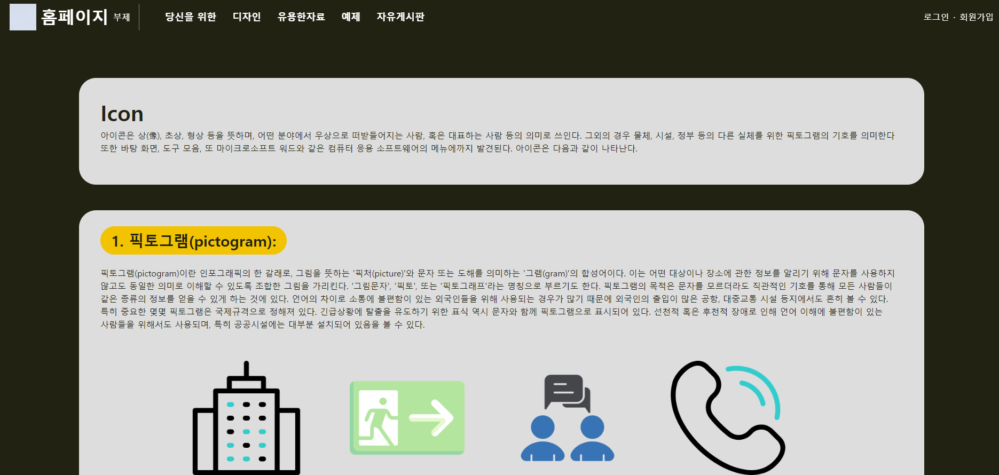 홈페이지 부제 당신을 위한 디자인 유용한자료 예제 자유게시판 로그인 · 회원가입
Icon
아이콘은 상(像), 초상, 형상 등을 뜻하며, 어떤 분야에서 우상으로 떠받들어지는 사람, 혹은 대표하는 사람 등의 의미로 쓰인다. 그외의 경우 물체, 시설, 정부 등의 다른 실체를 위한 픽토그램의 기호를 의미한다
또한 바탕 화면, 도구 모음, 또 마이크로소프트 워드와 같은 컴퓨터 응용 소프트웨어의 메뉴에까지 발견된다. 아이콘은 다음과 같이 나타난다.
1. 픽토그램(pictogram):
픽토그램(pictogram)이란 인포그래픽의 한 갈래로, 그림을 뜻하는 '픽처(picture)'와 문자 또는 도해를 의미하는 '그램(gram)'의 합성어이다. 이는 어떤 대상이나 장소에 관한 정보를 알리기 위해 문자를 사용하지
않고도 동일한 의미로 이해할 수 있도록 조합한 그림을 가리킨다. '그림문자', '픽토', 또는 '픽토그래프'라는 명칭으로 부르기도 한다. 픽토그램의 목적은 문자를 모르더라도 직관적인 기호를 통해 모든 사람들이
같은 종류의 정보를 얻을 수 있게 하는 것에 있다. 언어의 차이로 소통에 불편함이 있는 외국인들을 위해 사용되는 경우가 많기 때문에 외국인의 출입이 많은 공항, 대중교통 시설 등지에서도 흔히 볼 수 있다.
특히 중요한 몇몇 픽토그램은 국제규격으로 정해져 있다. 긴급상황에 탈출을 유도하기 위한 표식 역시 문자와 함께 픽토그램으로 표시되어 있다. 선천적 혹은 후천적 장애로 인해 언어 이해에 불편함이 있는
사람들을 위해서도 사용되며, 특히 공공시설에는 대부분 설치되어 있음을 볼 수 있다.